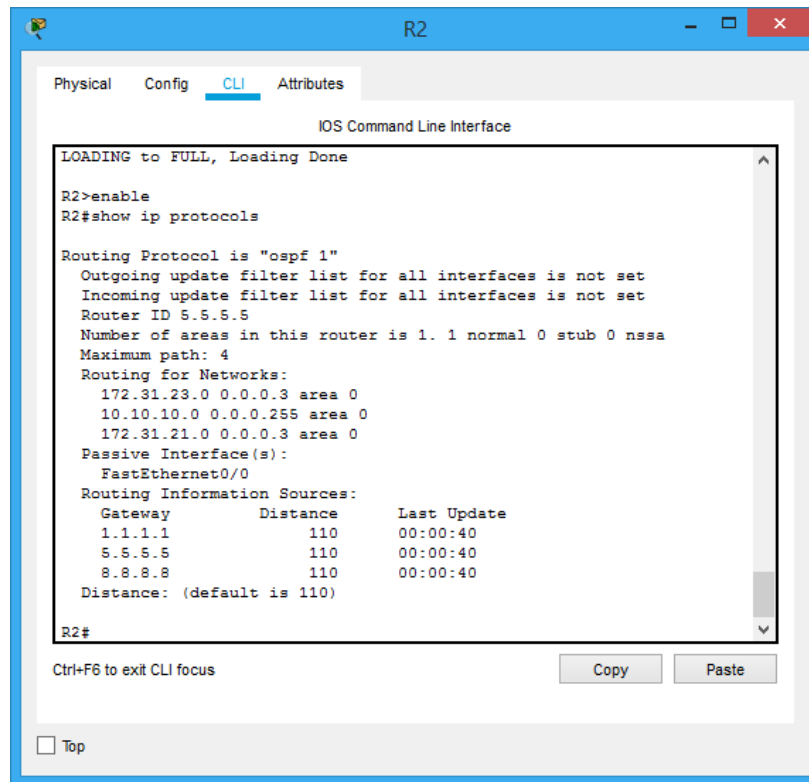 R2
Physical Config CLI Attributes
IOS Command Line Interface
LOADING to FULL, Loading Done
R2>enable
R2#show ip protocols
Routing Protocol is "ospf 1"
Outgoing update filter list for all interfaces is not set
Incoming update filter list for all interfaces is not set
Router ID 5.5.5.5
Number of areas in this router is 1. 1 normal 0 stub 0 nssa
Maximum path: 4
Routing for Networks:
172.31.23.0 0.0.0.3 area 0
10.10.10.0 0.0.0.255 area 0
172.31.21.0 0.0.0.3 area 0
Passive Interface(s):
FastEthernet0/0
Routing Information Sources:
Gateway Distance Last Update
1.1.1.1 110 00:00:40
5.5.5.5 110 00:00:40
8.8.8.8 110 00:00:40
Distance: (default is 110)
R2#
Ctrl+F6 to exit CLI focus Copy Paste
Top